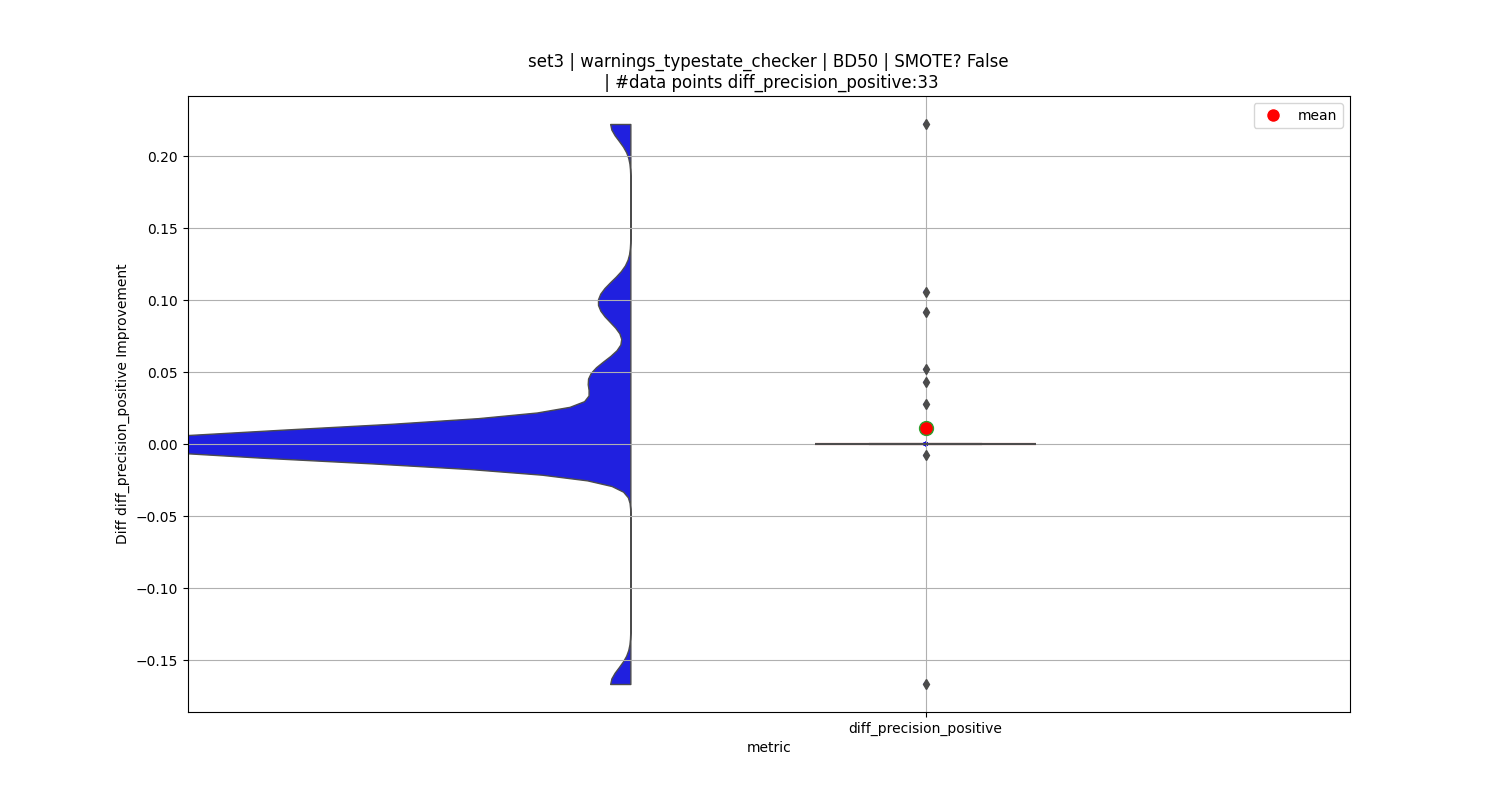 set3 | warnings_typestate_checker | BD50 | SMOTE? False
| #data points diff_precision_positive:33
mean
0.20
0.15
0.10
0.05
0.00
−0.05
−0.10
−0.15
Diff diff_precision_positive Improvement
diff_precision_positive
metric